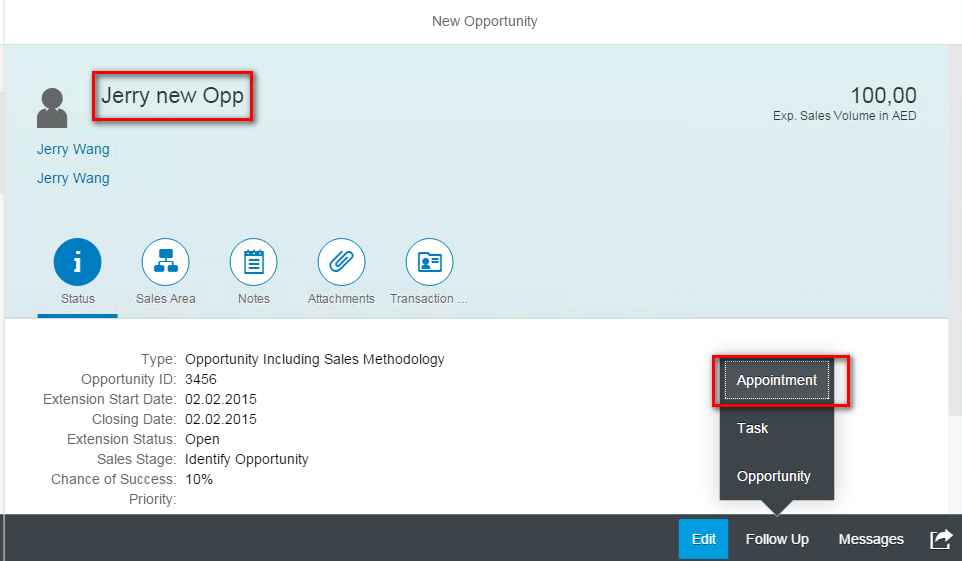 New Opportunity
Jerry new Opp
100,00
Exp. Sales Volume in AED
Jerry Wang
Jerry Wang
Status
Sales Area
Notes
Attachments
Transaction ...
Type: Opportunity Including Sales Methodology
Opportunity ID: 3456
Extension Start Date: 02.02.2015
Closing Date: 02.02.2015
Extension Status: Open
Sales Stage: Identify Opportunity
Chance of Success: 10%
Priority:
Appointment
Task
Opportunity
Edit
Follow Up
Messages